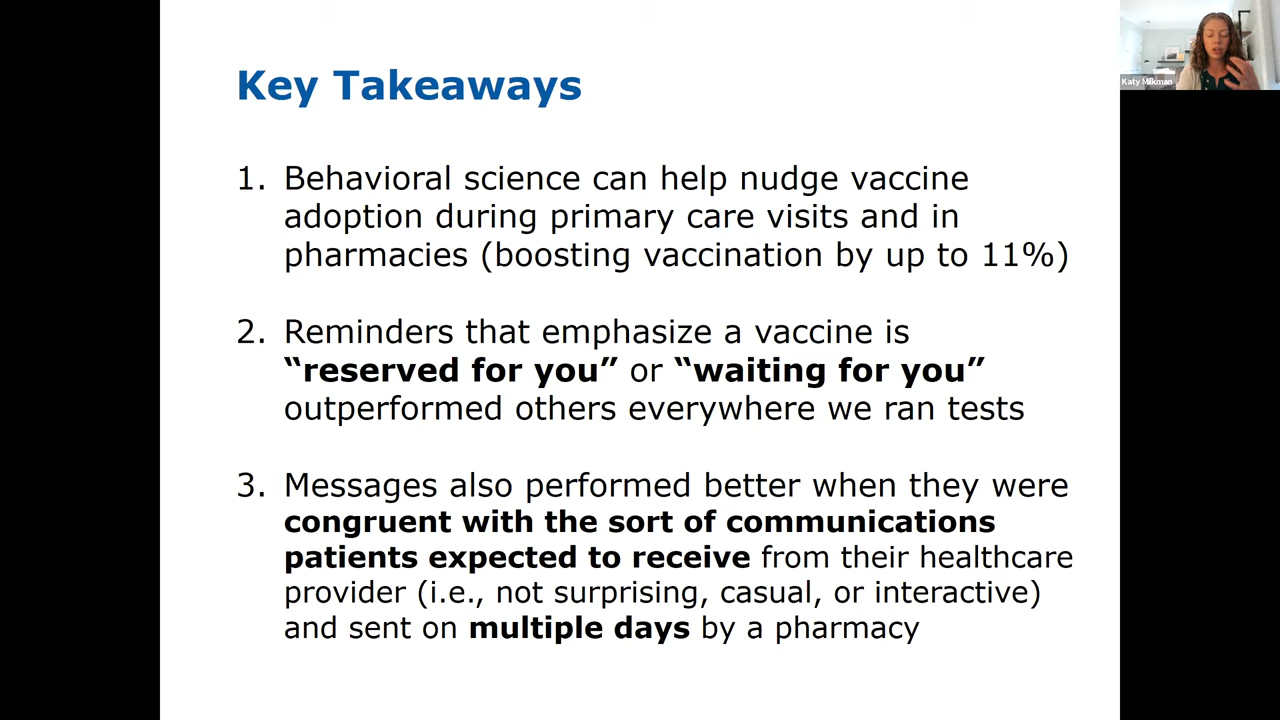 Key Takeaways
Katy Milkman
1. Behavioral science can help nudge vaccine
adoption during primary care visits and in
pharmacies (boosting vaccination by up to 11%)
2. Reminders that emphasize a vaccine is
“reserved for you” or “waiting for you”
outperformed others everywhere we ran tests
3. Messages also performed better when they were
congruent with the sort of communications
patients expected to receive from their healthcare
provider (i.e., not surprising, casual, or interactive)
and sent on multiple days by a pharmacy